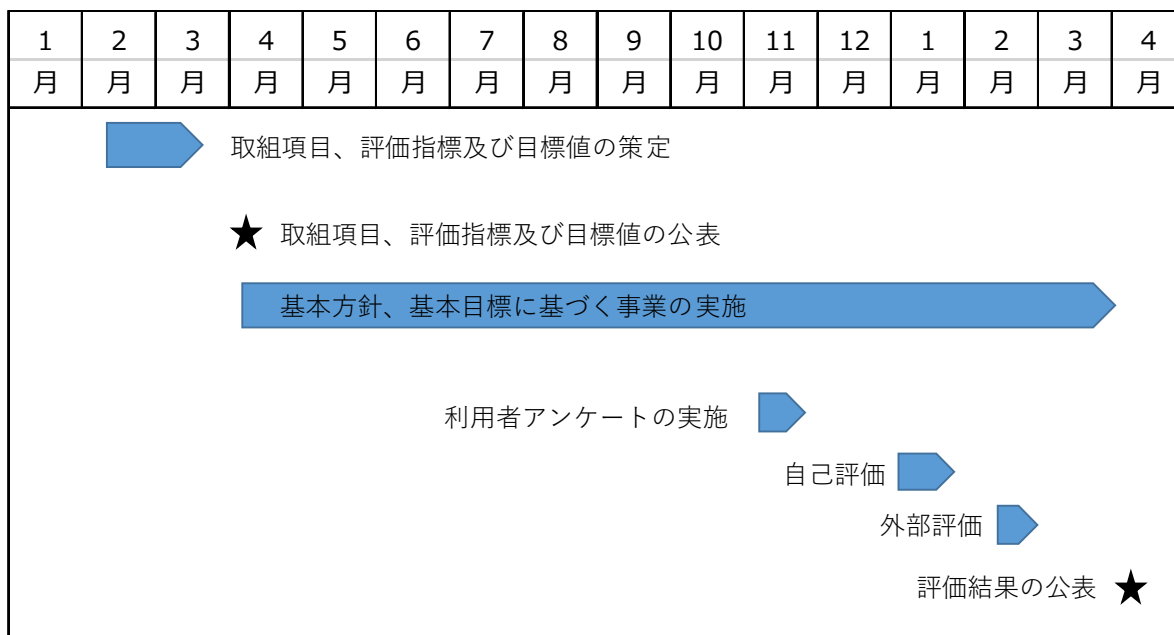 1 2 3 4 5 6 7 8 9 10 11 12 1 2 3 4
月 月 月 月 月 月 月 月 月 月 月 月 月 月 月 月
取組項目、評価指標及び目標値の策定
★ 取組項目、評価指標及び目標値の公表
基本方針、基本目標に基づく事業の実施
利用者アンケートの実施
自己評価
外部評価
評価結果の公表 ★